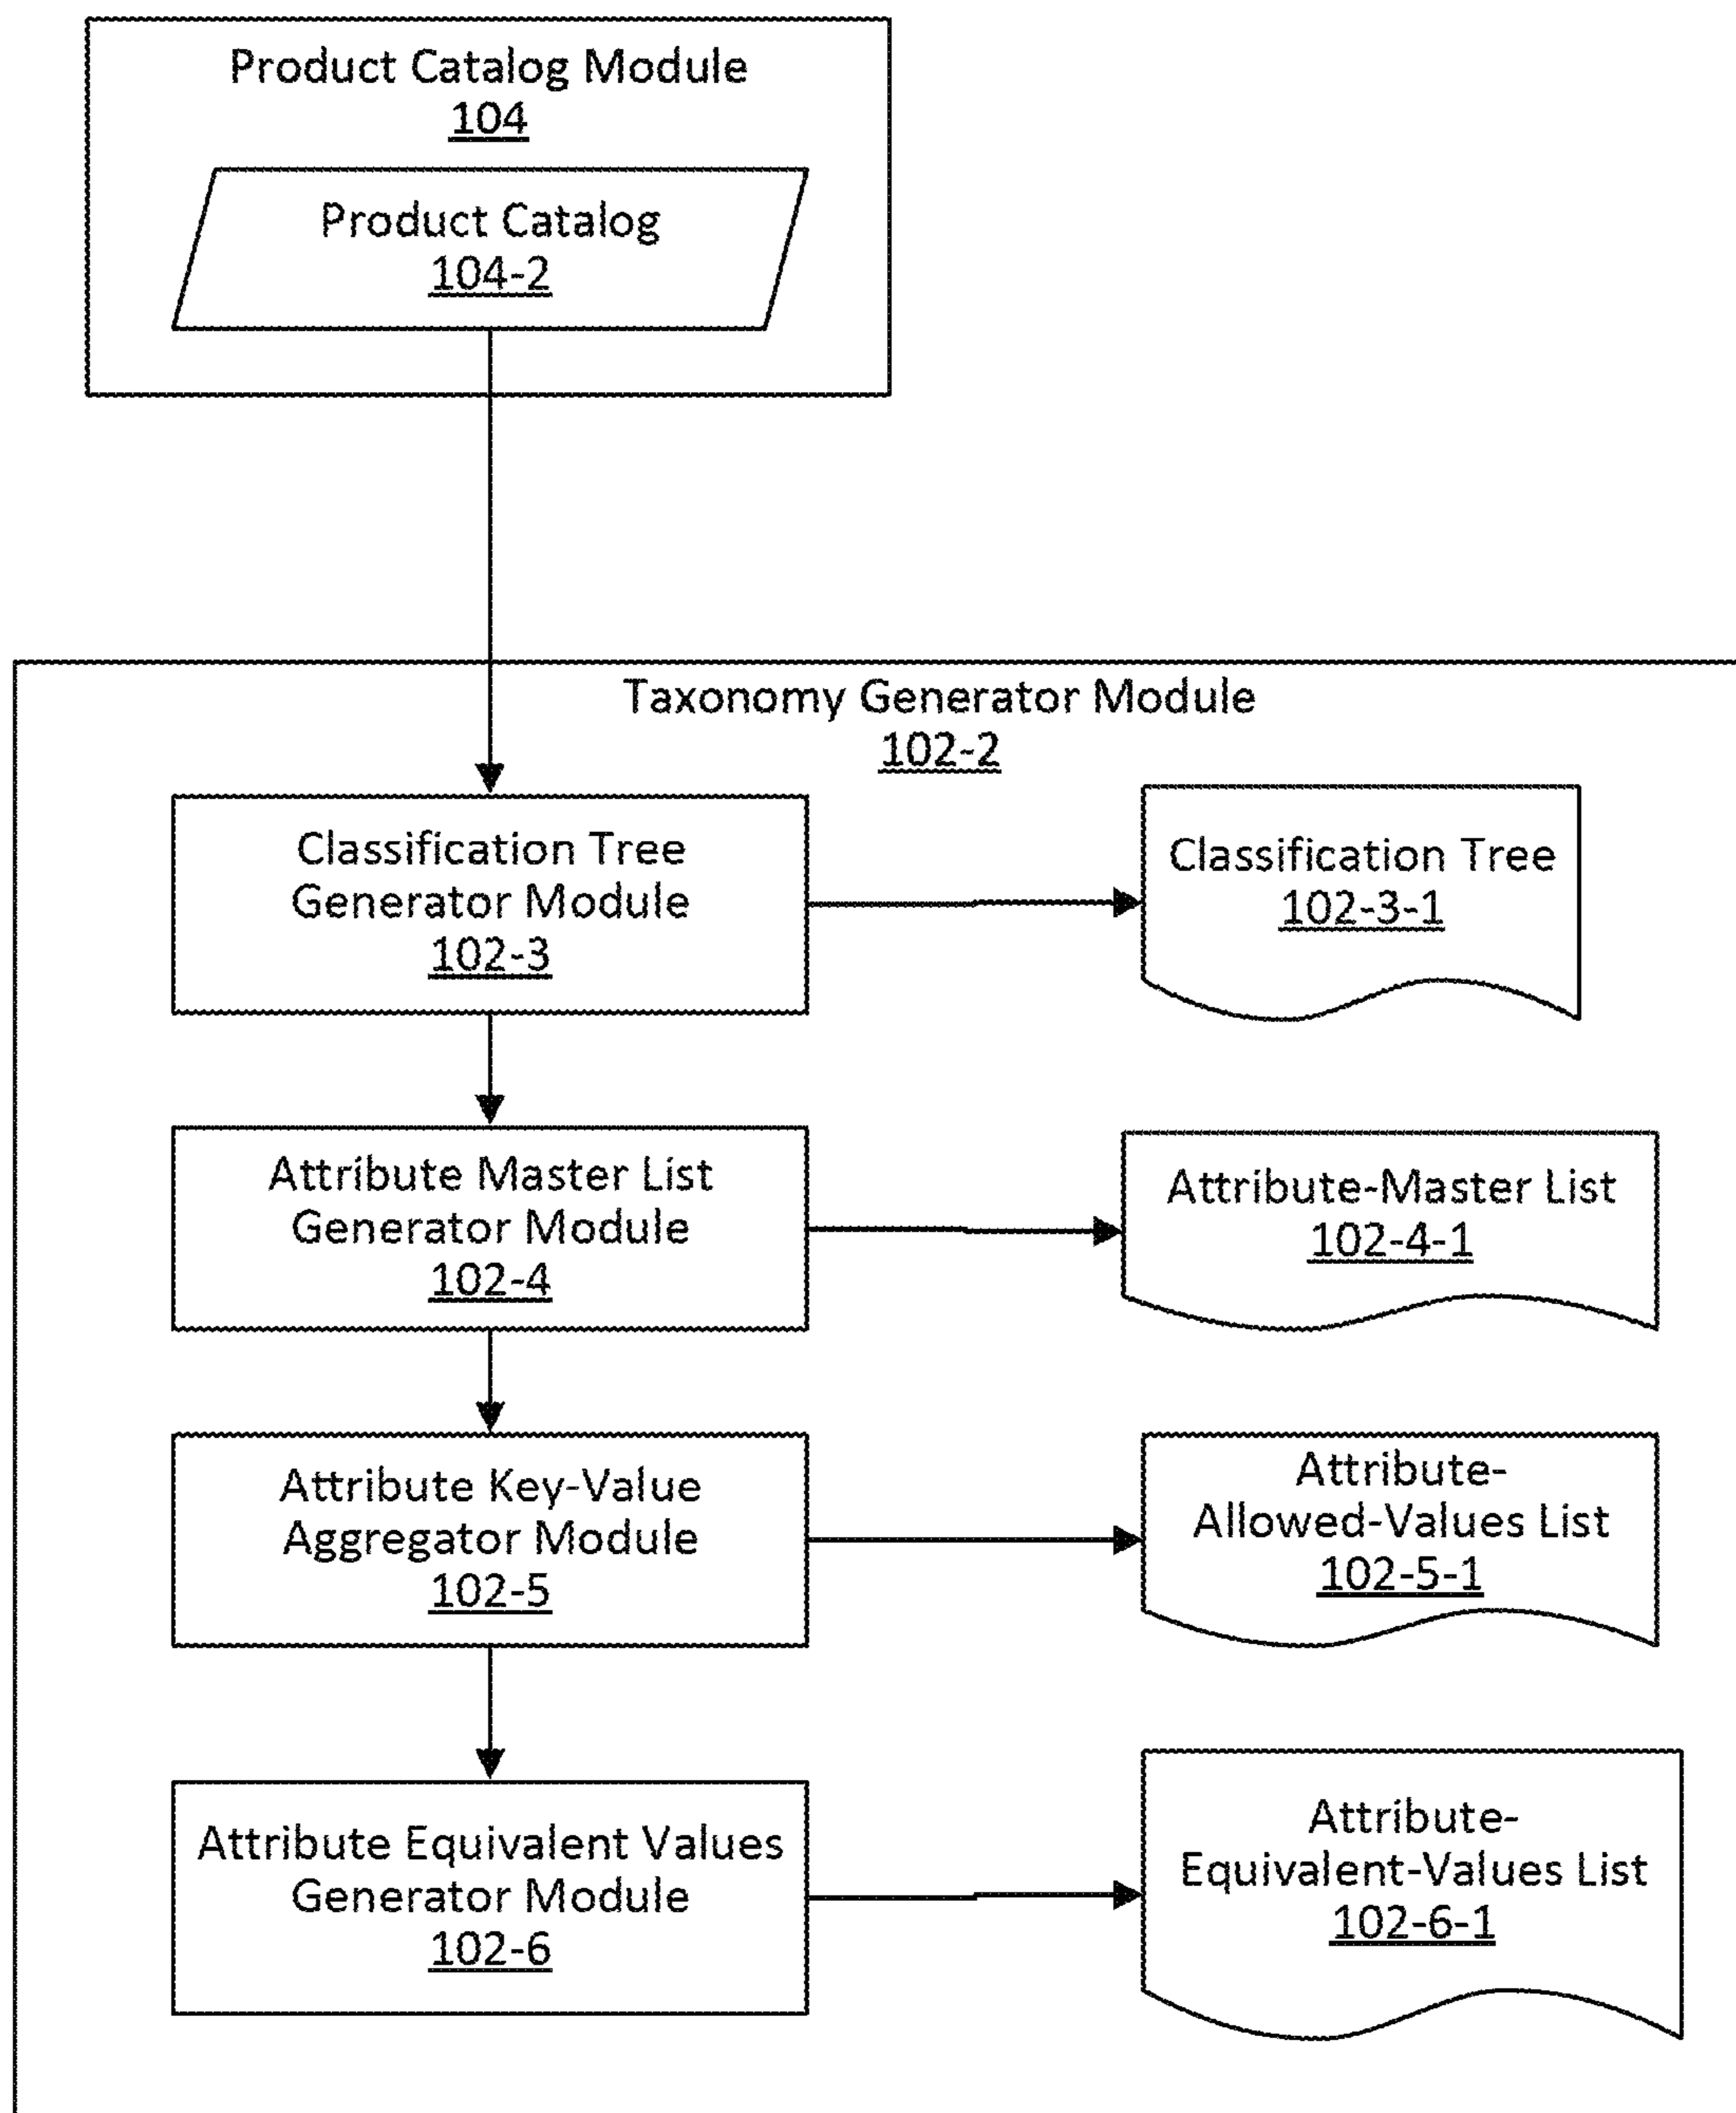 Product Catalog Module
104
Product Catalog
104-2
Taxonomy Generator Module
102-2
Classification Tree
Generator Module
102-3
Classification Tree
102-3-1
Attribute Master List
Generator Module
102-4
Attribute-Master List
102-4-1
Attribute Key-Value
Aggregator Module
102-5
Attribute-
Allowed-Values List
102-5-1
Attribute Equivalent Values
Generator Module
102-6
Attribute-
Equivalent-Values List
102-6-1